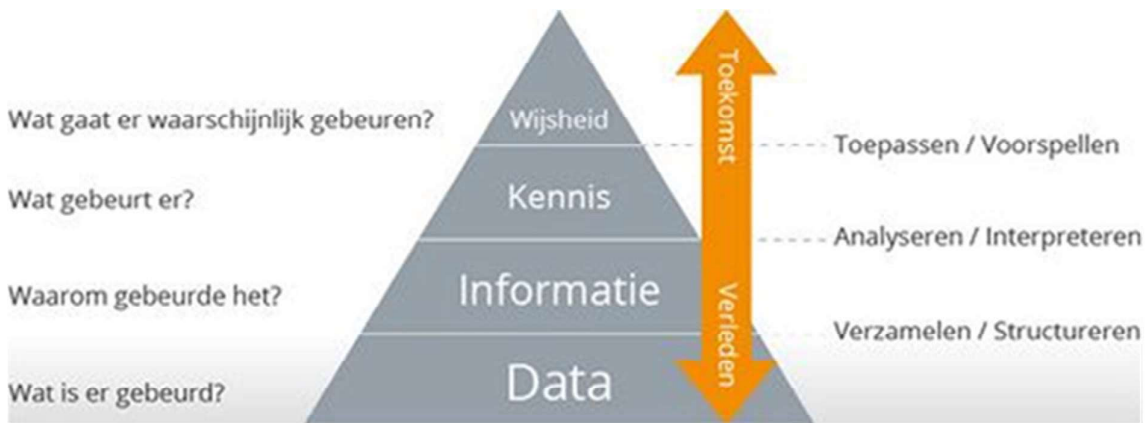 Wat gaat er waarschijnlijk gebeuren?
Wijsheid
Toekomst
Toepassen / Voorspellen
Wat gebeurt er?
Kennis
Analyseren / Interpreteren
Waarom gebeurde het?
Informatie
Verleden
Verzamelen / Structureren
Wat is er gebeurd?
Data